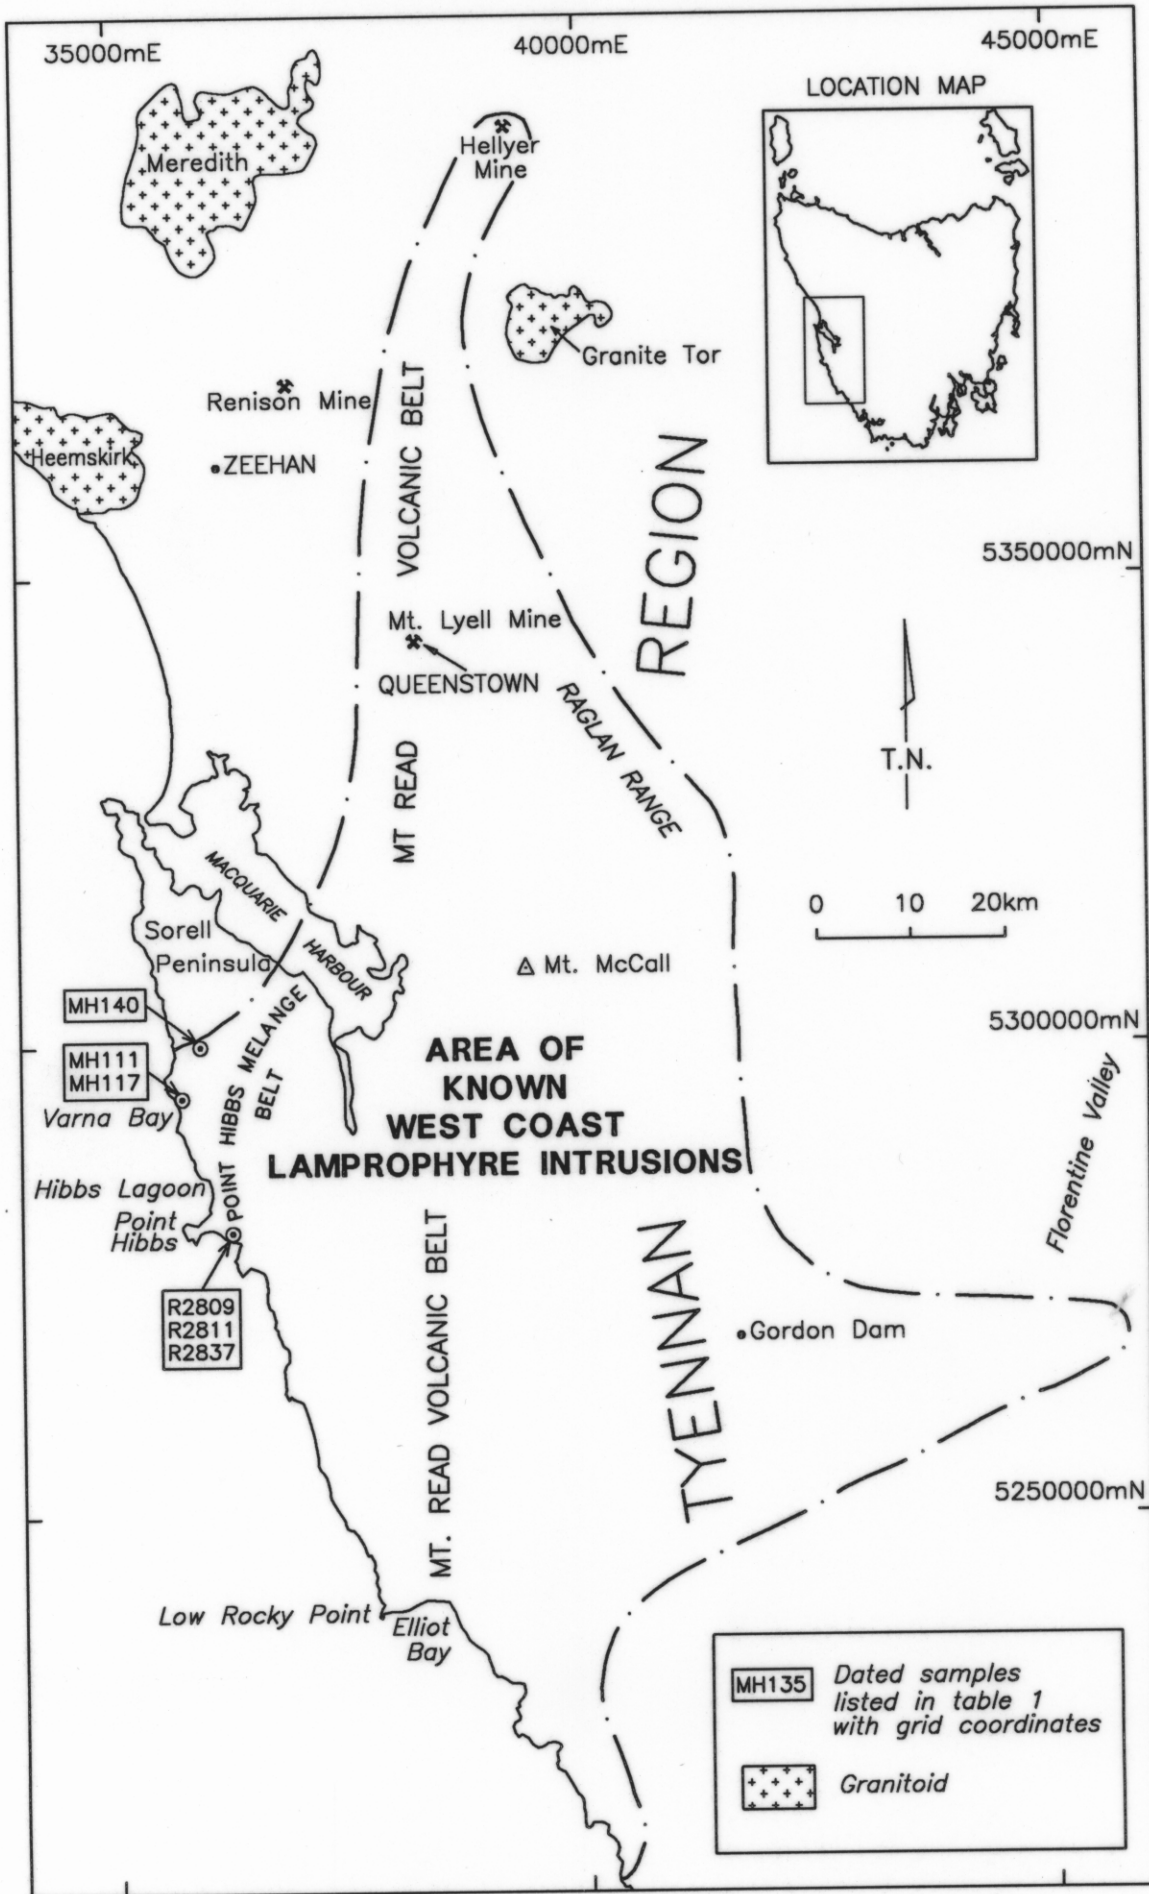 35000mE
40000mE
45000mE
LOCATION MAP
Meredith
Hellyer
Mine
Granite Tor
Renison Mine
Heemskirk
ZEEHAN
VOLCANIC BELT
REGION
5350000mN
Mt. Lyell Mine
QUEENSTOWN
RAGLAN RANGE
T.N.
MT READ
MACQUARIE
HARBOUR
0 10 20km
Sorell
Peninsula
Mt. McCall
MH140
5300000mN
MH111
MH117
Varna Bay
POINT HIBBS MELANGE
BELT
AREA OF
KNOWN
WEST COAST
LAMPROPHYRE INTRUSIONS
Florentine Valley
Hibbs Lagoon
Point
Hibbs
R2809
R2811
R2837
MT. READ VOLCANIC BELT
TYENNAN
Gordon Dam
5250000mN
Low Rocky Point
Elliot
Bay
MH135
Dated samples
listed in table 1
with grid coordinates
Granitoid